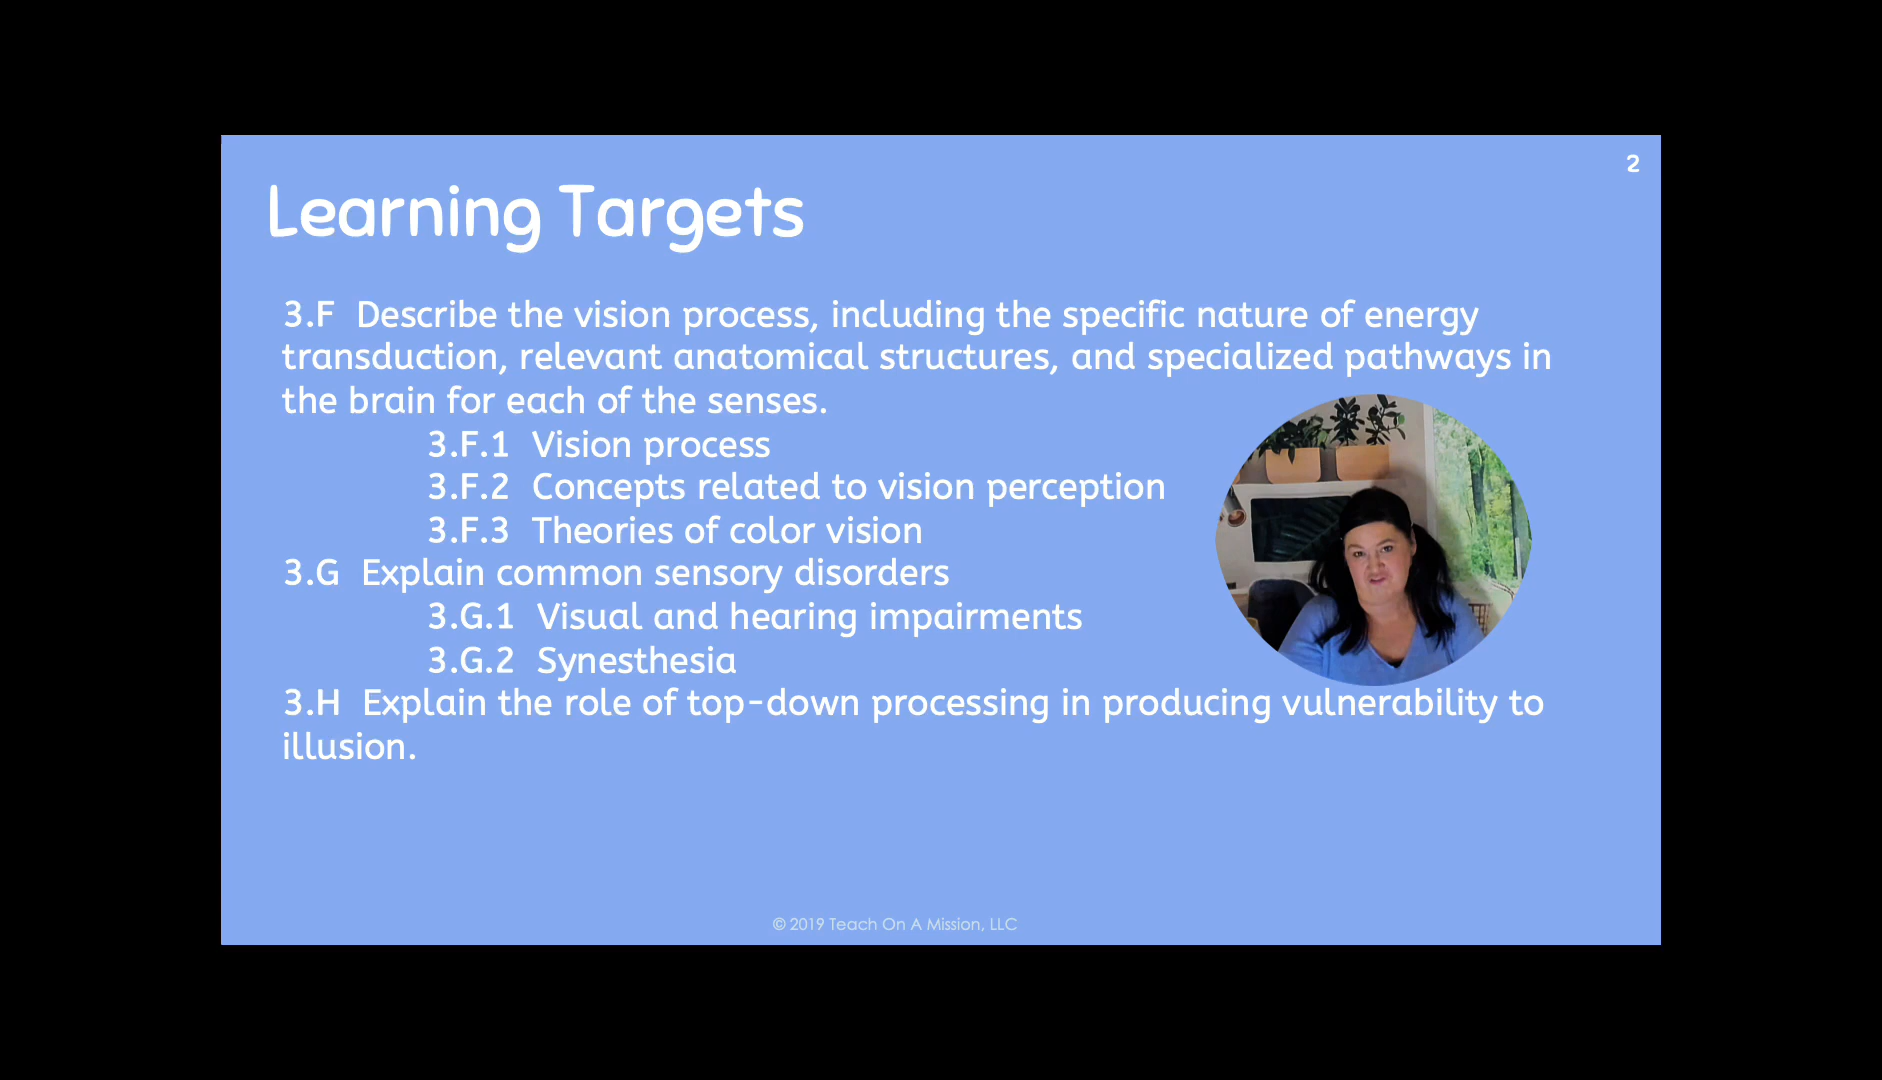 2
Learning Targets
3.F Describe the vision process, including the specific nature of energy
transduction, relevant anatomical structures, and specialized pathways in
the brain for each of the senses.
3.F.1 Vision process
3.F.2 Concepts related to vision perception
3.F.3 Theories of color vision
3.G Explain common sensory disorders
3.G.1 Visual and hearing impairments
3.G.2 Synesthesia
3.H Explain the role of top-down processing in producing vulnerability to
illusion.
© 2019 Teach On A Mission, LLC